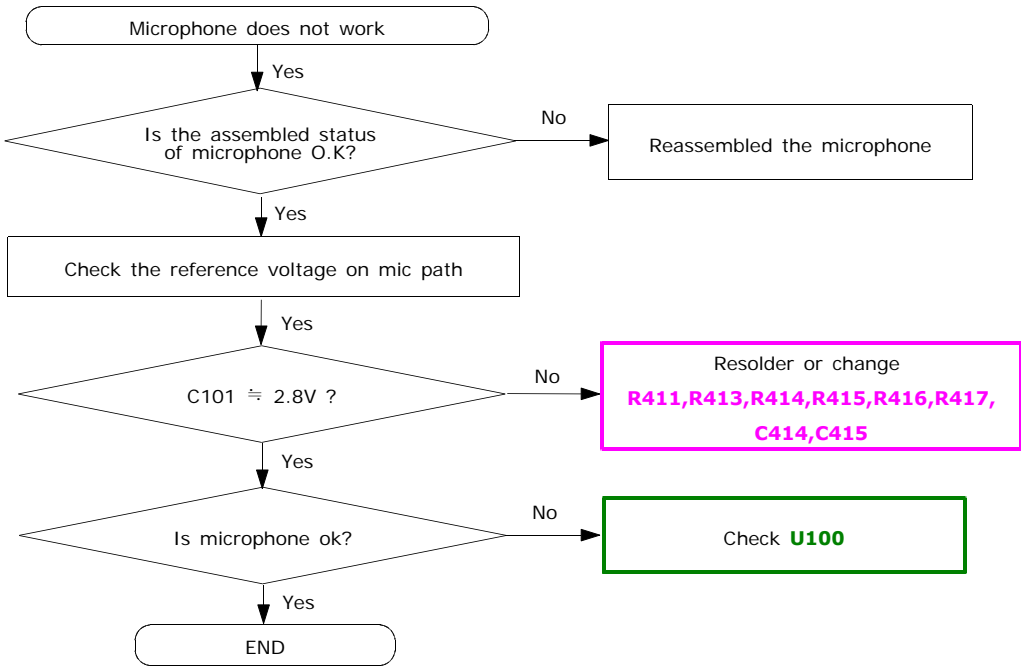 Microphone does not work
Yes
Is the assembled status
of microphone O.K?
No
Reassembled the microphone
Yes
Check the reference voltage on mic path
Yes
C101 ≒ 2.8V ?
No
Resolder or change
R411,R413,R414,R415,R416,R417,
C414,C415
Yes
Is microphone ok?
No
Check U100
Yes
END